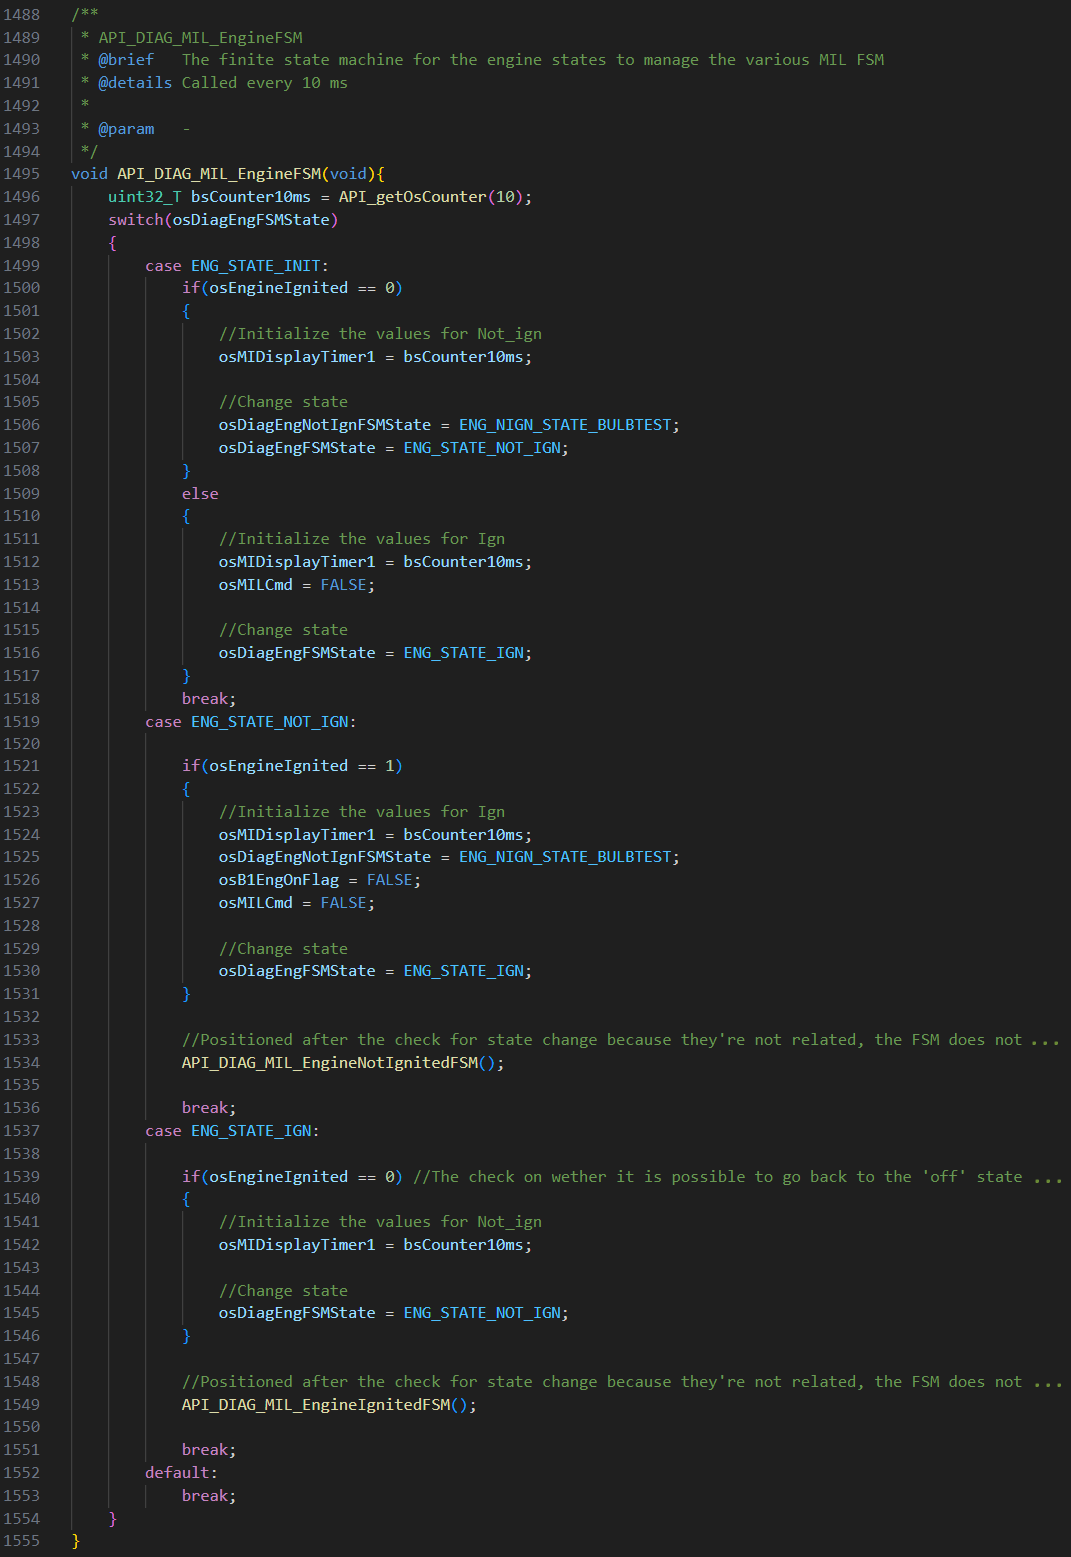 1488 /**
1489  * API_DIAG_MIL_EngineFSM
1490  * @brief   The finite state machine for the engine states to manage the various MIL FSM
1491  * @details Called every 10 ms
1492  *
1493  * @param   -
1494  */
1495 void API_DIAG_MIL_EngineFSM(void){
1496     uint32_T bsCounter10ms = API_getOsCounter(10);
1497     switch(osDiagEngFSMState)
1498     {
1499         case ENG_STATE_INIT:
1500             if(osEngineIgnited == 0)
1501             {
1502                 //Initialize the values for Not_ign
1503                 osMIDisplayTimer1 = bsCounter10ms;
1504
1505                 //Change state
1506                 osDiagEngNotIgnFSMState = ENG_NIGN_STATE_BULBTEST;
1507                 osDiagEngFSMState = ENG_STATE_NOT_IGN;
1508             }
1509             else
1510             {
1511                 //Initialize the values for Ign
1512                 osMIDisplayTimer1 = bsCounter10ms;
1513                 osMILCmd = FALSE;
1514
1515                 //Change state
1516                 osDiagEngFSMState = ENG_STATE_IGN;
1517             }
1518             break;
1519         case ENG_STATE_NOT_IGN:
1520
1521             if(osEngineIgnited == 1)
1522             {
1523                 //Initialize the values for Ign
1524                 osMIDisplayTimer1 = bsCounter10ms;
1525                 osDiagEngNotIgnFSMState = ENG_NIGN_STATE_BULBTEST;
1526                 osB1EngOnFlag = FALSE;
1527                 osMILCmd = FALSE;
1528
1529                 //Change state
1530                 osDiagEngFSMState = ENG_STATE_IGN;
1531             }
1532
1533             //Positioned after the check for state change because they're not related, the FSM does not ...
1534             API_DIAG_MIL_EngineNotIgnitedFSM();
1535
1536             break;
1537         case ENG_STATE_IGN:
1538
1539             if(osEngineIgnited == 0) //The check on wether it is possible to go back to the 'off' state ...
1540             {
1541                 //Initialize the values for Not_ign
1542                 osMIDisplayTimer1 = bsCounter10ms;
1543
1544                 //Change state
1545                 osDiagEngFSMState = ENG_STATE_NOT_IGN;
1546             }
1547
1548             //Positioned after the check for state change because they're not related, the FSM does not ...
1549             API_DIAG_MIL_EngineIgnitedFSM();
1550
1551             break;
1552         default:
1553             break;
1554     }
1555 }